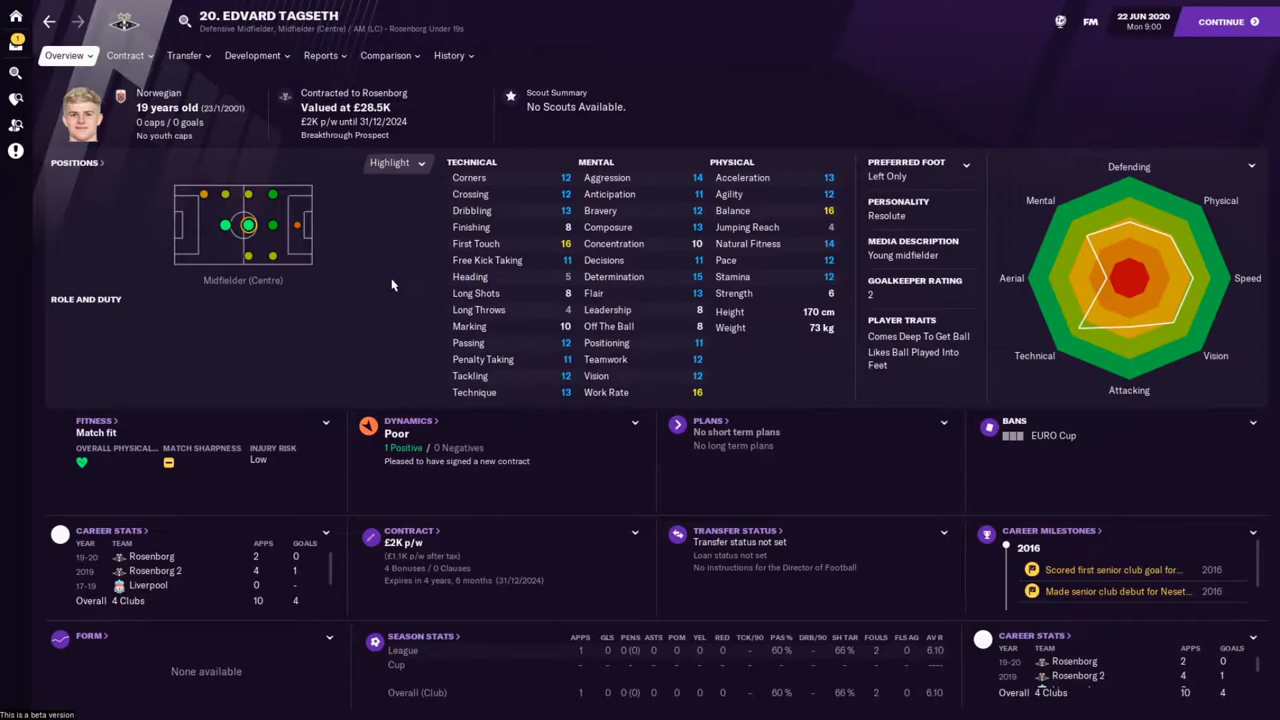 20. EDVARD TAGSETH
Defensive Midfielder, Midfielder (Centre) / AM (LC) - Rosenborg Under 19s
FM
22 JUN 2020
Mon 9:00
CONTINUE
1
Overview
Contract
Transfer
Development
Reports
Comparison
History
Norwegian
19 years old (23/1/2001)
0 caps / 0 goals
No youth caps
Contracted to Rosenborg
Valued at £28.5K
£2K p/w until 31/12/2024
Breakthrough Prospect
Scout Summary
No Scouts Available.
POSITIONS
Highlight
Midfielder (Centre)
ROLE AND DUTY
TECHNICAL
Corners 12
Crossing 12
Dribbling 13
Finishing 8
First Touch 16
Free Kick Taking 11
Heading 5
Long Shots 8
Long Throws 4
Marking 10
Passing 12
Penalty Taking 11
Tackling 12
Technique 13
MENTAL
Aggression 14
Anticipation 11
Bravery 12
Composure 13
Concentration 10
Decisions 11
Determination 15
Flair 13
Leadership 8
Off The Ball 8
Positioning 11
Teamwork 12
Vision 12
Work Rate 16
PHYSICAL
Acceleration 13
Agility 12
Balance 16
Jumping Reach 4
Natural Fitness 14
Pace 12
Stamina 12
Strength 6
Height 170 cm
Weight 73 kg
PREFERRED FOOT
Left Only
PERSONALITY
Resolute
MEDIA DESCRIPTION
Young midfielder
GOALKEEPER RATING
2
PLAYER TRAITS
Comes Deep To Get Ball
Likes Ball Played Into
Feet
Defending
Mental
Physical
Aerial
Speed
Technical
Vision
Attacking
FITNESS
Match fit
OVERALL PHYSICAL... MATCH SHARPNESS INJURY RISK
Low
DYNAMICS
Poor
1 Positive / 0 Negatives
Pleased to have signed a new contract
PLANS
No short term plans
No long term plans
BANS
EURO Cup
CAREER STATS
YEAR TEAM APPS GOALS
19-20 Rosenborg 2 0
2019 Rosenborg 2 4 1
17-19 Liverpool 0 -
Overall 4 Clubs 10 4
CONTRACT
£2K p/w
(£1.1K p/w after tax)
4 Bonuses / 0 Clauses
Expires in 4 years, 6 months (31/12/2024)
TRANSFER STATUS
Transfer status not set
Loan status not set
No instructions for the Director of Football
CAREER MILESTONES
2016
Scored first senior club goal for... 2016
Made senior club debut for Neset... 2016
FORM
None available
SEASON STATS APPS GLS PENS ASTS POM YEL RED TCK/90 PAS % DRB/90 SH TAR FOULS FLS AG AV R
League 1 0 0 (0) 0 0 0 0 - 60 % - 66 % 2 0 6.10
Cup - - - - - - - - - - - - - ----
Overall (Club) 1 0 0 (0) 0 0 0 0 - 60 % - 66 % 2 0 6.10
CAREER STATS
YEAR TEAM APPS GOALS
19-20 Rosenborg 2 0
2019 Rosenborg 2 4 1
Overall 4 Clubs 10 4
This is a beta version